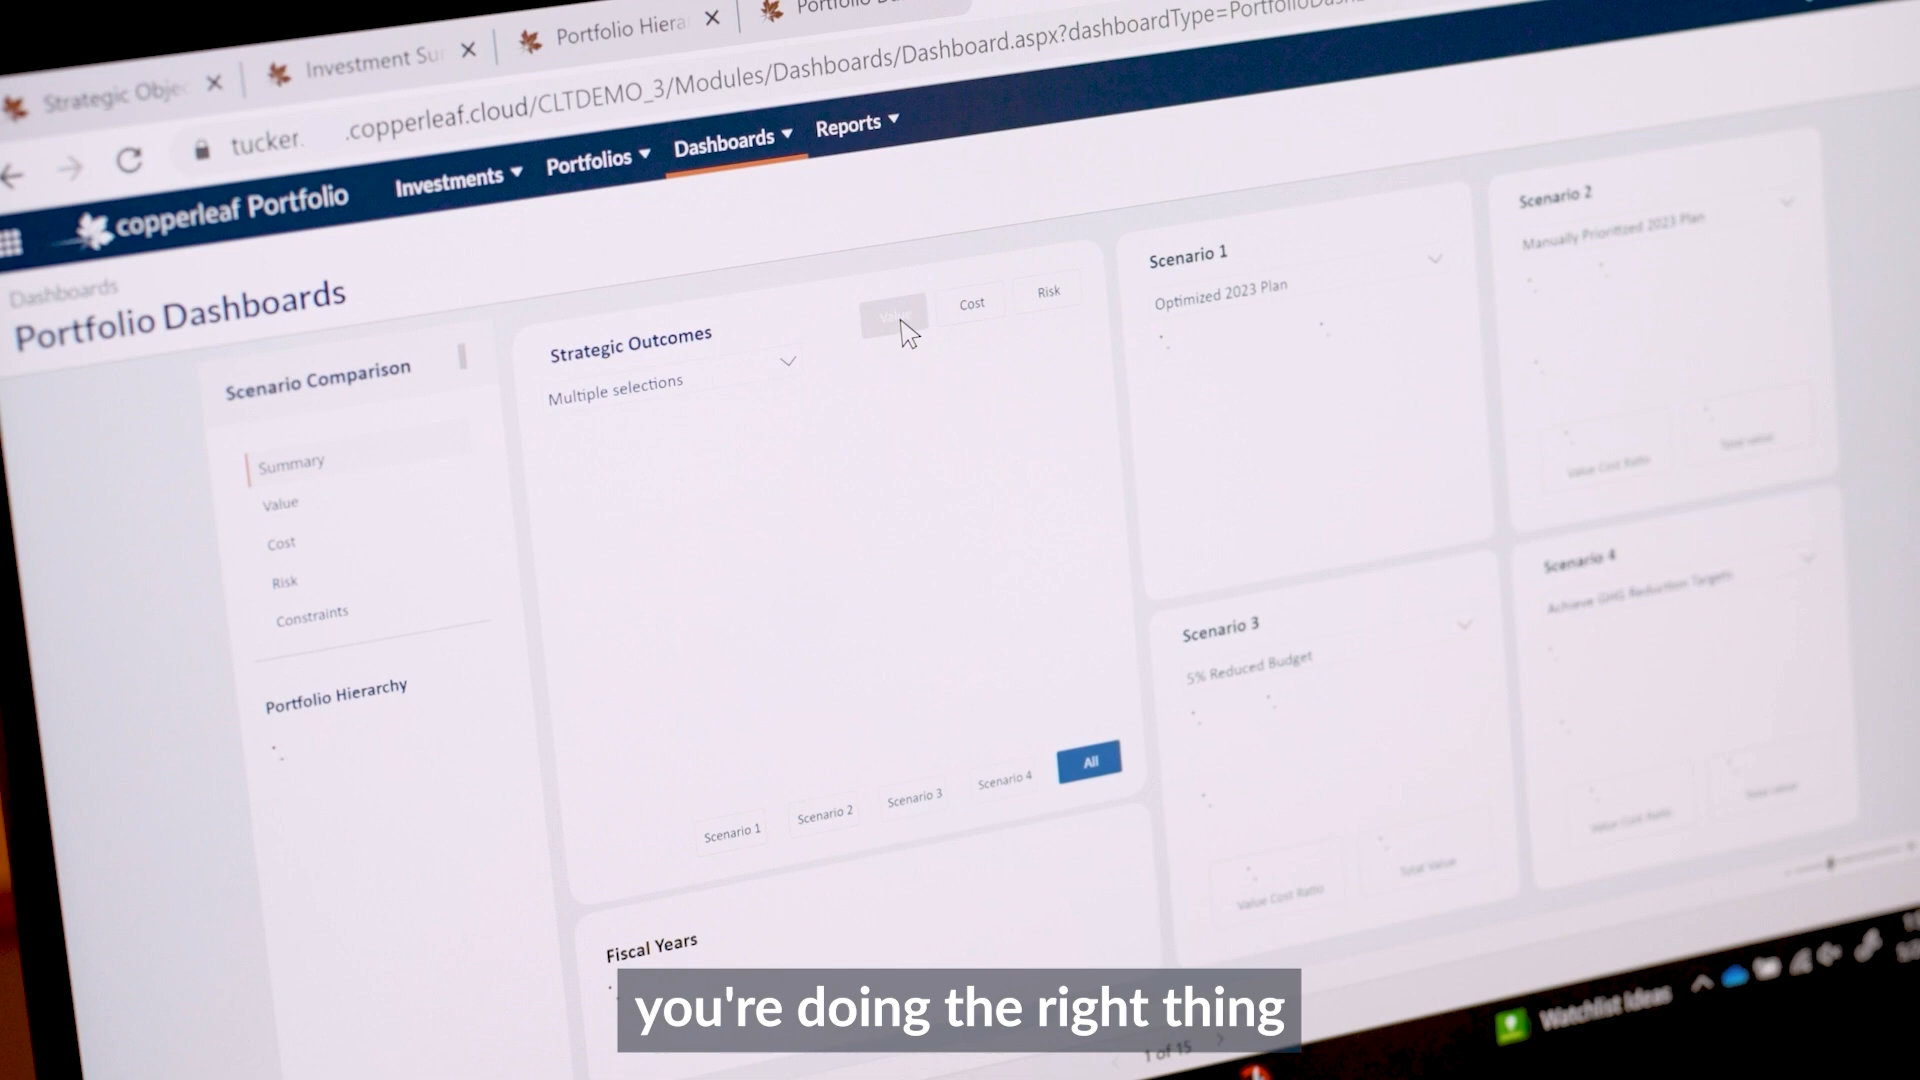 Strategic Obje
Investment Su
Portfolio Hiera
tucker. .copperleaf.cloud/CLTDEMO_3/Modules/Dashboards/Dashboard.aspx?dashboardType=PortfolioDas
copperleaf Portfolio
Investments
Portfolios
Dashboards
Reports
Dashboards
Portfolio Dashboards
Scenario Comparison
Summary
Value
Cost
Risk
Constraints
Portfolio Hierarchy
Strategic Outcomes
Multiple selections
Value
Cost
Risk
Scenario 1
Scenario 2
Scenario 3
Scenario 4
All
Fiscal Years
Scenario 1
Optimized 2023 Plan
Scenario 2
Manually Prioritized 2023 Plan
Value Cost Ratio
Total Value
Scenario 3
5% Reduced Budget
Value Cost Ratio
Total Value
Scenario 4
Achieve GHG Reduction Targets
Value Cost Ratio
Total Value
1 of 15
Watchlist Ideas
you're doing the right thing